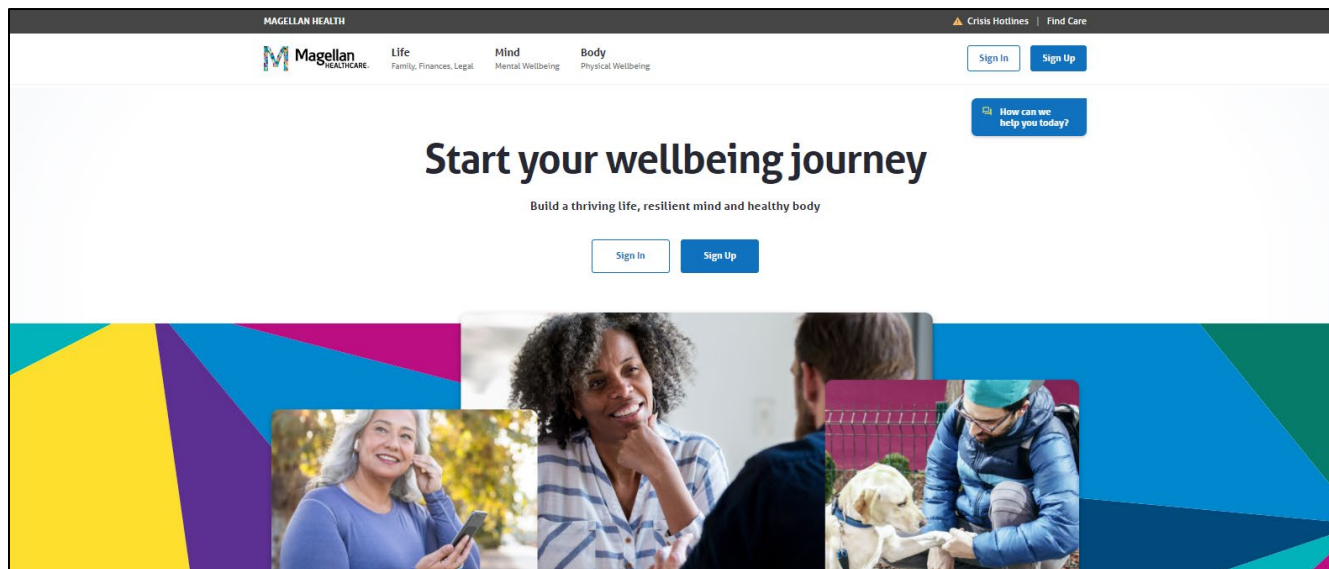 MAGELLAN HEALTH
Crisis Hotlines | Find Care
Magellan
HEALTHCARE.
Life
Family, Finances, Legal
Mind
Mental Wellbeing
Body
Physical Wellbeing
Sign In
Sign Up
How can we
help you today?
Start your wellbeing journey
Build a thriving life, resilient mind and healthy body
Sign In
Sign Up